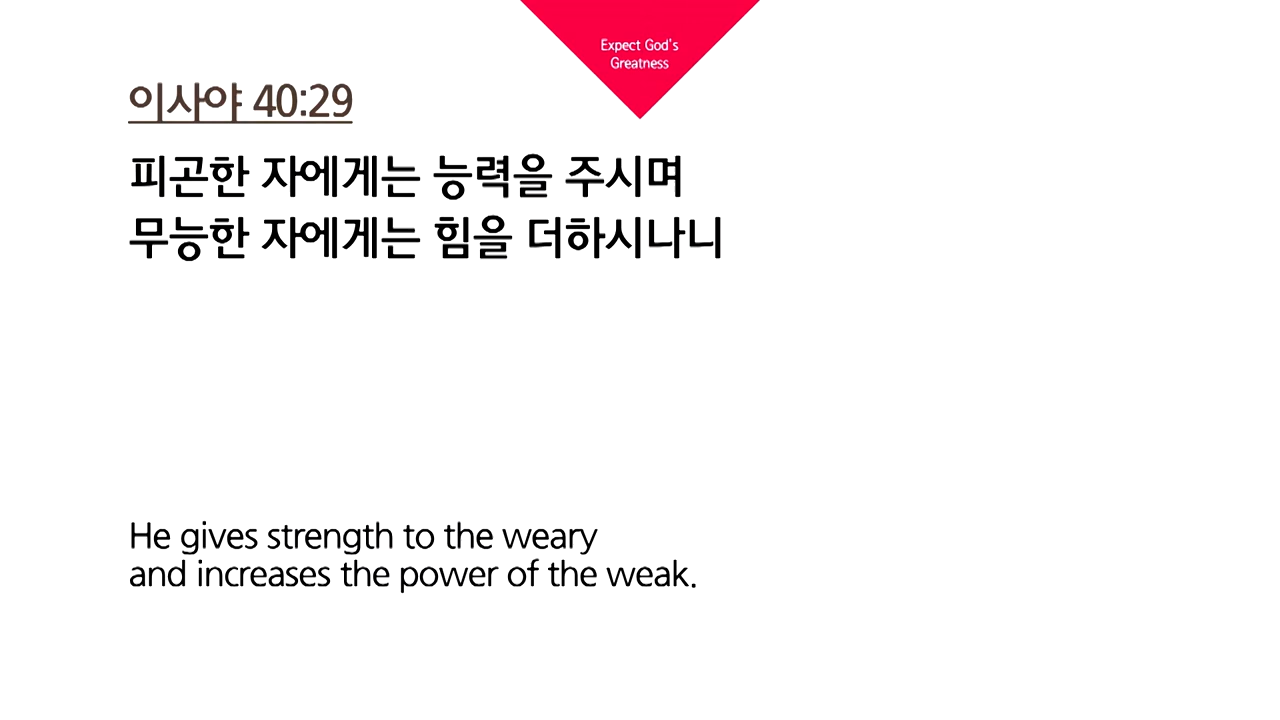 Expect God's
Greatness
이사야 40:29
피곤한 자에게는 능력을 주시며
무능한 자에게는 힘을 더하시나니
He gives strength to the weary
and increases the power of the weak.